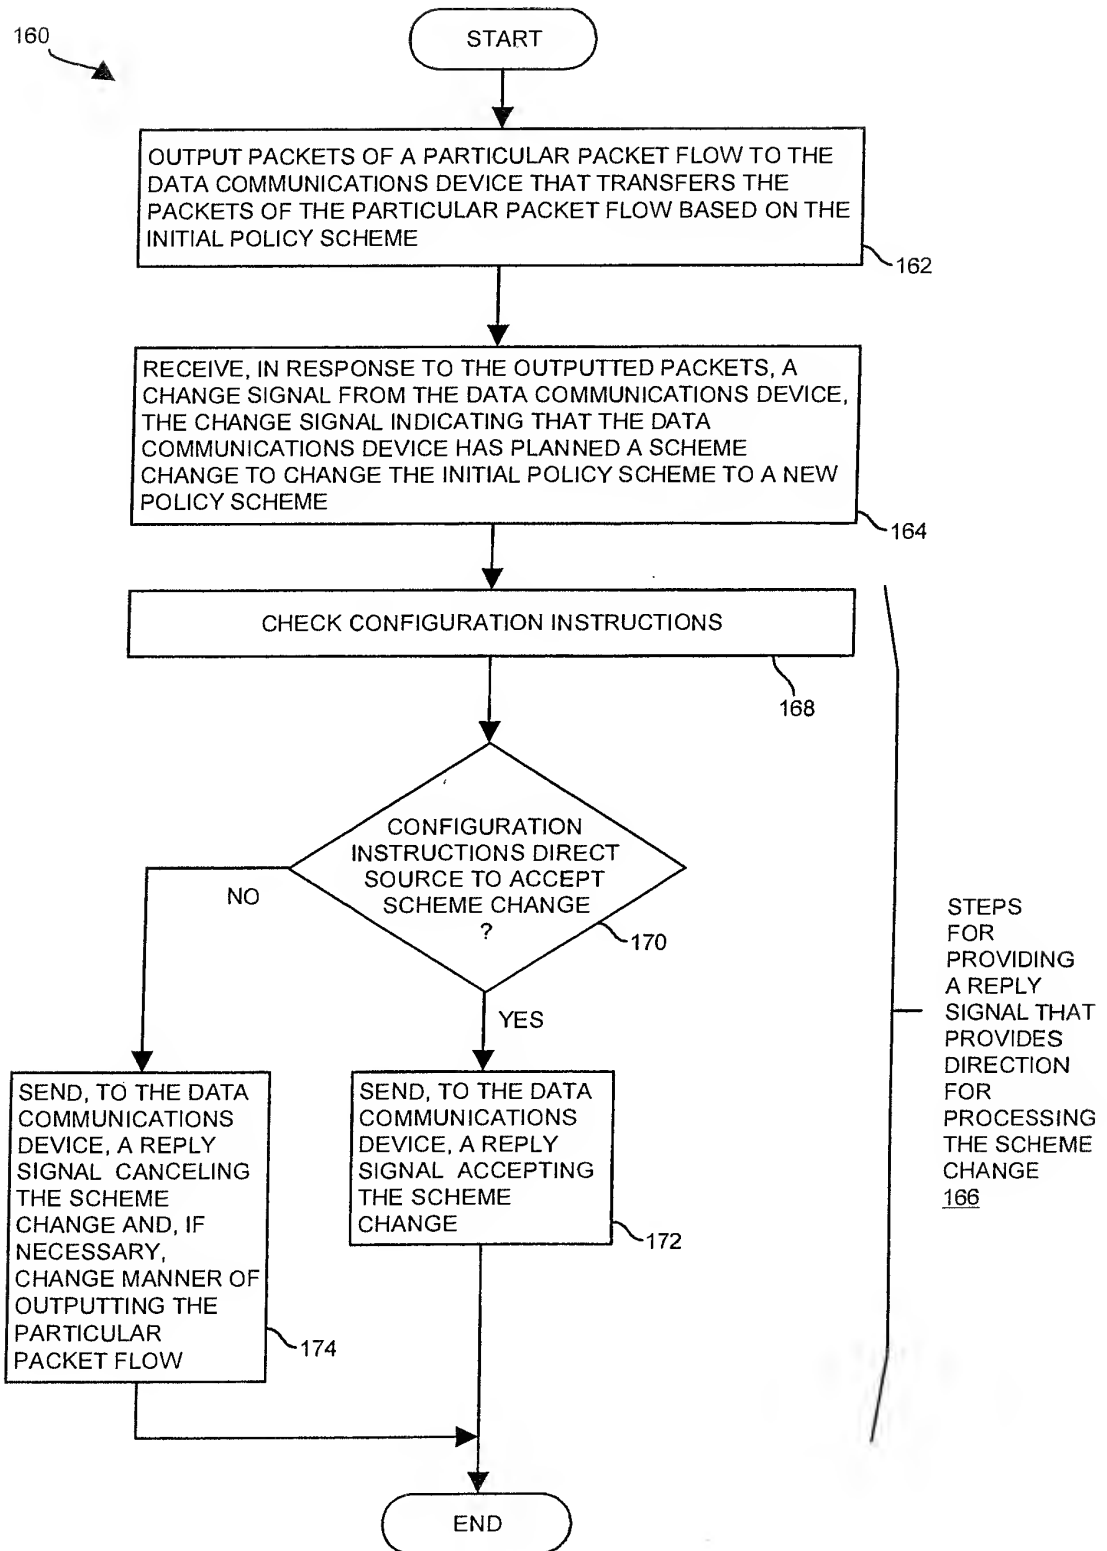 160
START
OUTPUT PACKETS OF A PARTICULAR PACKET FLOW TO THE
DATA COMMUNICATIONS DEVICE THAT TRANSFERS THE
PACKETS OF THE PARTICULAR PACKET FLOW BASED ON THE
INITIAL POLICY SCHEME
162
RECEIVE, IN RESPONSE TO THE OUTPUTTED PACKETS, A
CHANGE SIGNAL FROM THE DATA COMMUNICATIONS DEVICE,
THE CHANGE SIGNAL INDICATING THAT THE DATA
COMMUNICATIONS DEVICE HAS PLANNED A SCHEME
CHANGE TO CHANGE THE INITIAL POLICY SCHEME TO A NEW
POLICY SCHEME
164
CHECK CONFIGURATION INSTRUCTIONS
168
CONFIGURATION
INSTRUCTIONS DIRECT
SOURCE TO ACCEPT
SCHEME CHANGE
?
170
NO
YES
SEND, TO THE DATA
COMMUNICATIONS
DEVICE, A REPLY
SIGNAL CANCELING
THE SCHEME
CHANGE AND, IF
NECESSARY,
CHANGE MANNER OF
OUTPUTTING THE
PARTICULAR
PACKET FLOW
174
SEND, TO THE DATA
COMMUNICATIONS
DEVICE, A REPLY
SIGNAL ACCEPTING
THE SCHEME
CHANGE
172
STEPS
FOR
PROVIDING
A REPLY
SIGNAL THAT
PROVIDES
DIRECTION
FOR
PROCESSING
THE SCHEME
CHANGE
166
END